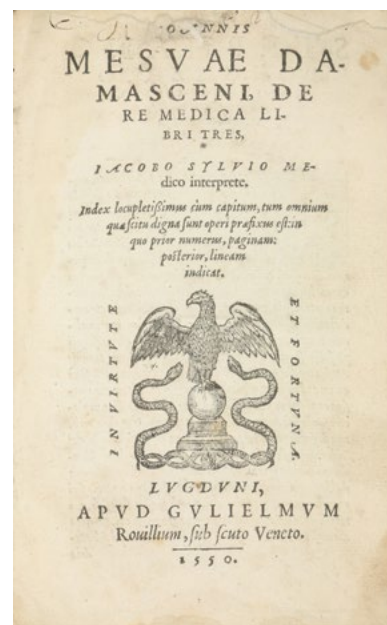 IOANNIS
MESVAE DA-
MASCENI, DE
RE MEDICA LI-
BRI TRES,
*
IACOBO SYLVIO ME-
dico interprete.
Index locupletißimus cùm capitum, tum omnium
quæ scitu digna sunt operi præfixus est: in
quo prior numerus, paginam:
posterior, lineam
indicat.
IN VIRTVTE
ET FORTVNA.
LVGDVNI,
APVD GVLIELMVM
Rouillium, sub scuto Veneto.
1550.